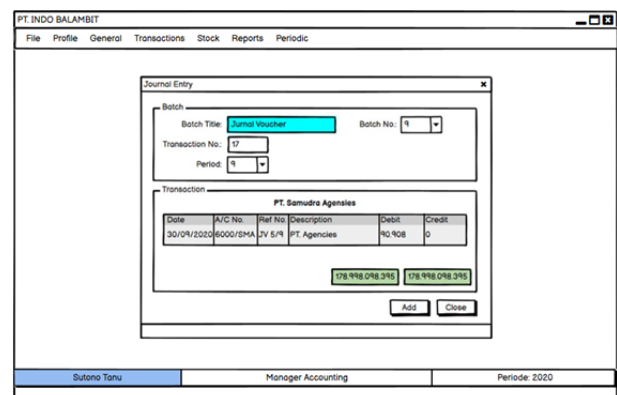 PT. INDO BALAMBIT
File Profile General Transactions Stock Reports Periodic
Journal Entry
Batch
Batch Title: Jurnal Voucher Batch No.: 9
Transaction No.: 17
Period: 9
Transaction
PT. Samudra Agensies
Date A/C No. Ref No. Description Debit Credit
30/09/2020 6000/SMA JV 5/9 PT. Agencies 90.908 0
178.998.098.395 178.998.098.395
Add Close
Sutono Tanu Manager Accounting Periode: 2020